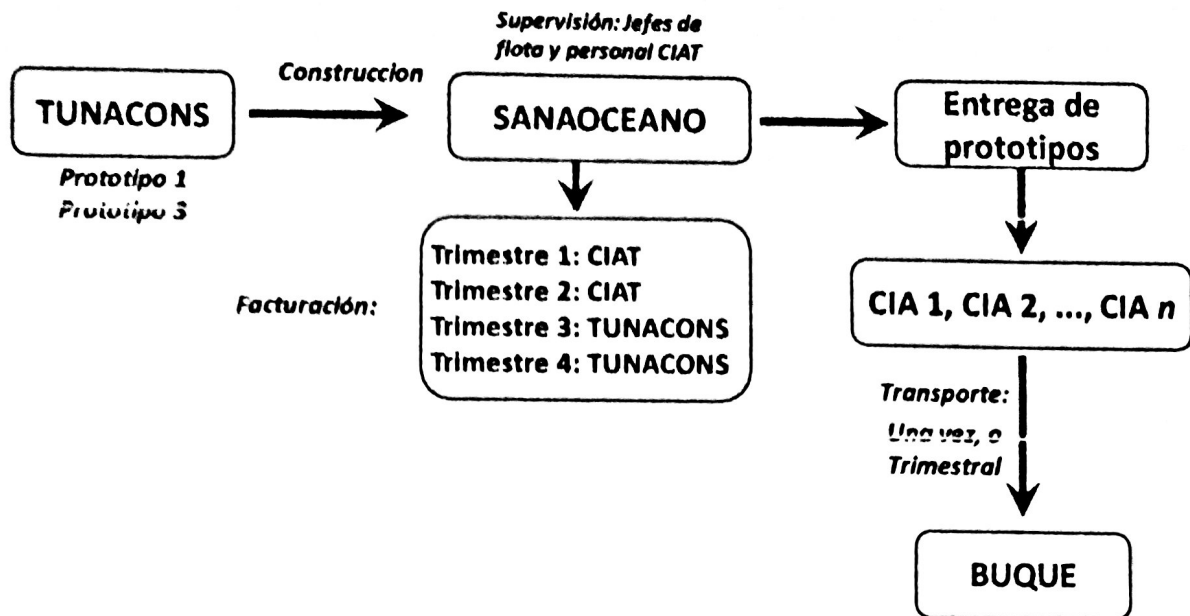 Supervisión: Jefes de
flota y personal CIAT
Construccion
TUNACONS
SANAOCEANO
Entrega de
prototipos
Prototipo 1
Prototipo 3
Facturación:
Trimestre 1: CIAT
Trimestre 2: CIAT
Trimestre 3: TUNACONS
Trimestre 4: TUNACONS
CIA 1, CIA 2, ..., CIA n
Transporte:
Una vez, o
Trimestral
BUQUE